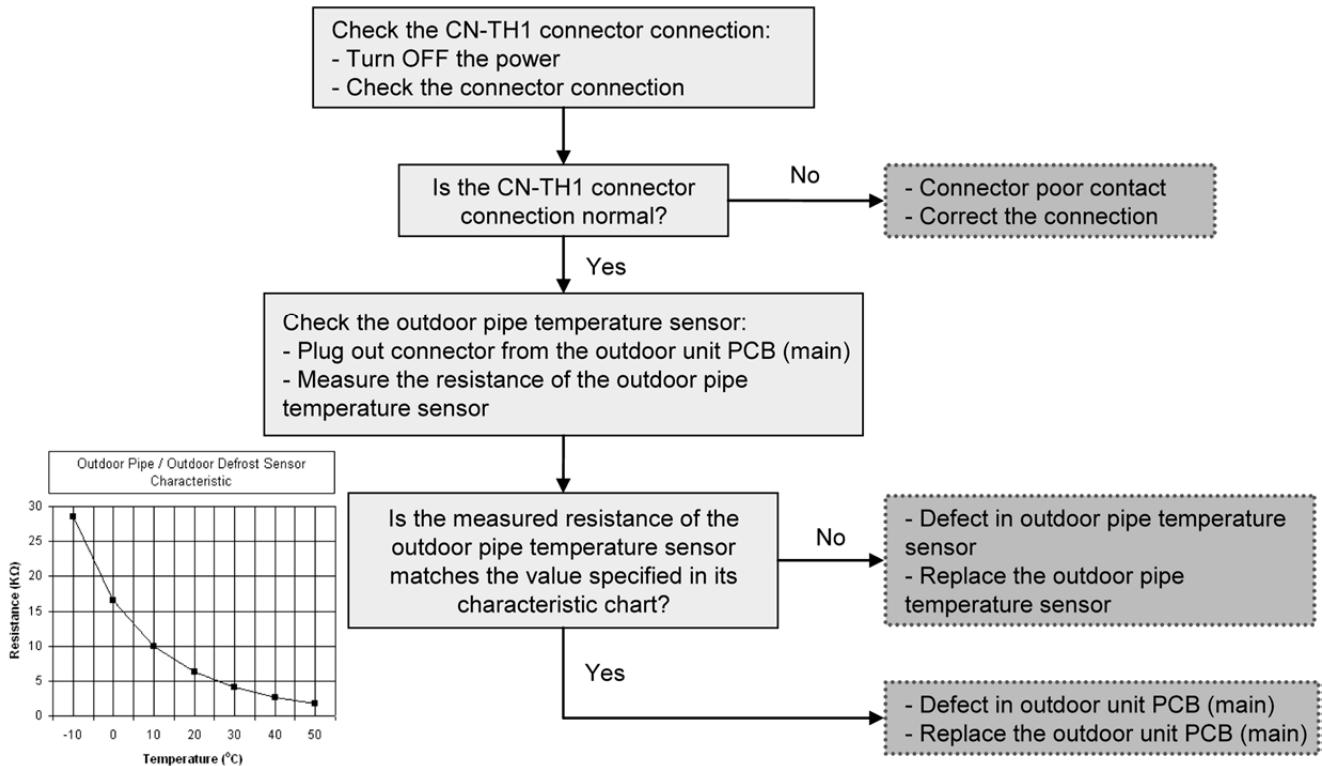 Check the CN-TH1 connector connection:
- Turn OFF the power
- Check the connector connection
Is the CN-TH1 connector
connection normal?
No
- Connector poor contact
- Correct the connection
Yes
Check the outdoor pipe temperature sensor:
- Plug out connector from the outdoor unit PCB (main)
- Measure the resistance of the outdoor pipe
temperature sensor
Outdoor Pipe / Outdoor Defrost Sensor
Characteristic
Resistance (KΩ)
30
25
20
15
10
5
0
-10 0 10 20 30 40 50
Temperature (°C)
Is the measured resistance of the
outdoor pipe temperature sensor
matches the value specified in its
characteristic chart?
No
- Defect in outdoor pipe temperature
sensor
- Replace the outdoor pipe
temperature sensor
Yes
- Defect in outdoor unit PCB (main)
- Replace the outdoor unit PCB (main)